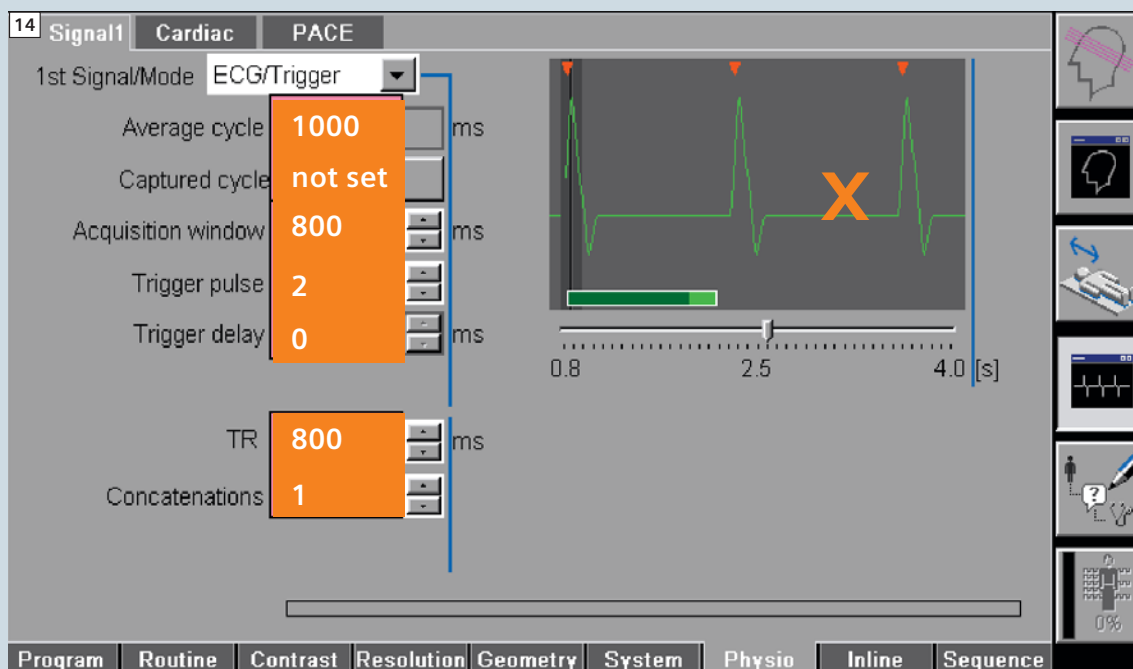 14
Signal1 Cardiac PACE
1st Signal/Mode ECG/Trigger
Average cycle 1000 ms
Captured cycle not set
Acquisition window 800 ms
Trigger pulse 2
Trigger delay 0 ms
X
0.8 2.5 4.0 [s]
TR 800 ms
Concatenations 1
?
0%
Program Routine Contrast Resolution Geometry System Physio Inline Sequence